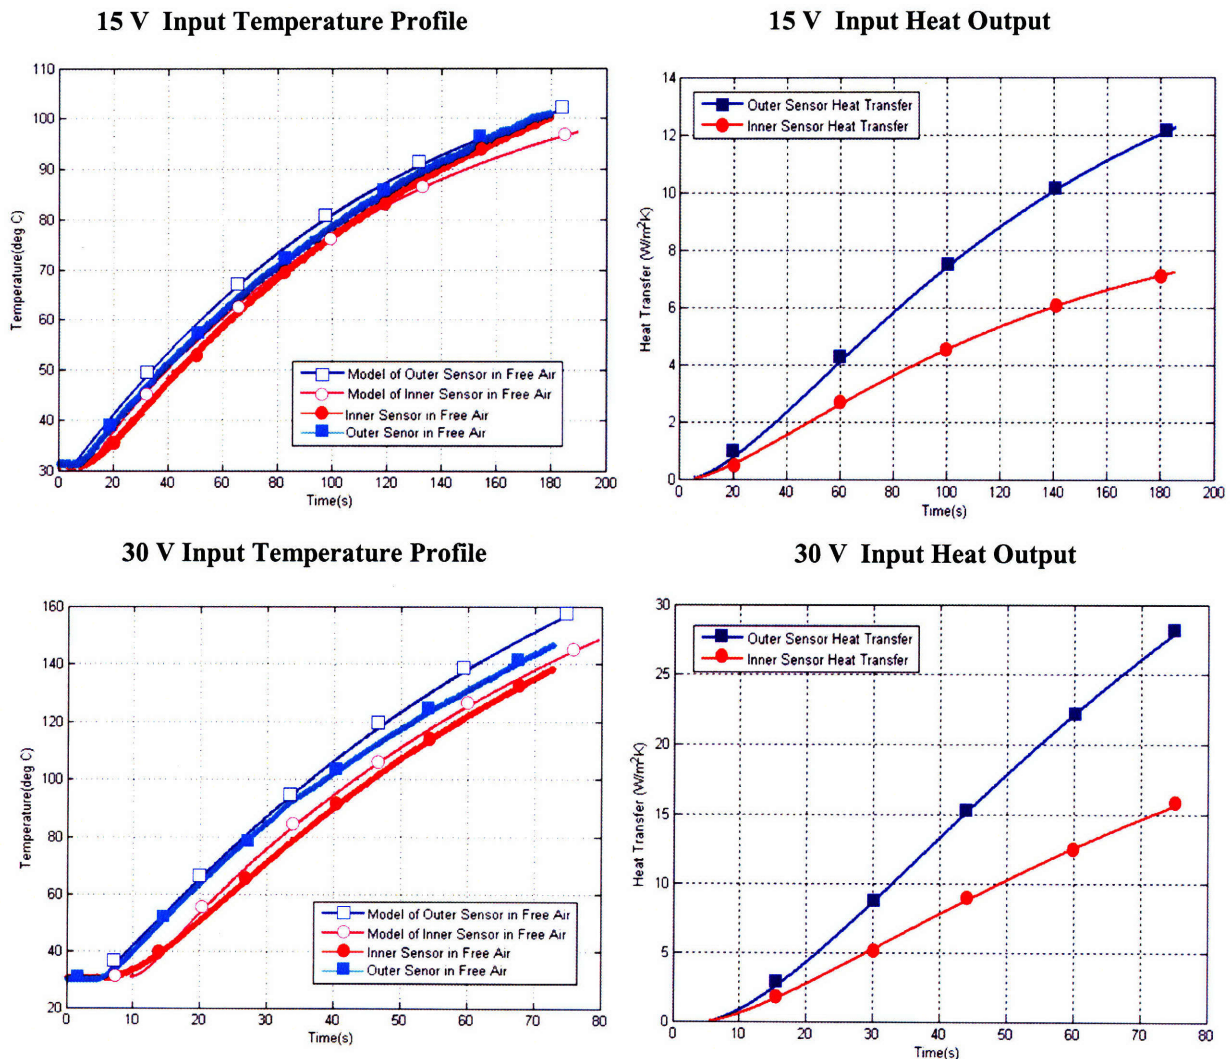 15 V Input Temperature Profile
110
100
90
80
70
60
50
40
30
Temperature(deg C)
Model of Outer Sensor in Free Air
Model of Inner Sensor in Free Air
Inner Sensor in Free Air
Outer Senor in Free Air
0 20 40 60 80 100 120 140 160 180 200
Time(s)
15 V Input Heat Output
14
12
10
8
6
4
2
0
Heat Transfer (W/m²K)
Outer Sensor Heat Transfer
Inner Sensor Heat Transfer
0 20 40 60 80 100 120 140 160 180 200
Time(s)
30 V Input Temperature Profile
160
140
120
100
80
60
40
20
Temperature(deg C)
Model of Outer Sensor in Free Air
Model of Inner Sensor in Free Air
Inner Sensor in Free Air
Outer Senor in Free Air
0 10 20 30 40 50 60 70 80
Time(s)
30 V Input Heat Output
30
25
20
15
10
5
0
Heat Transfer (W/m²K)
Outer Sensor Heat Transfer
Inner Sensor Heat Transfer
0 10 20 30 40 50 60 70 80
Time(s)